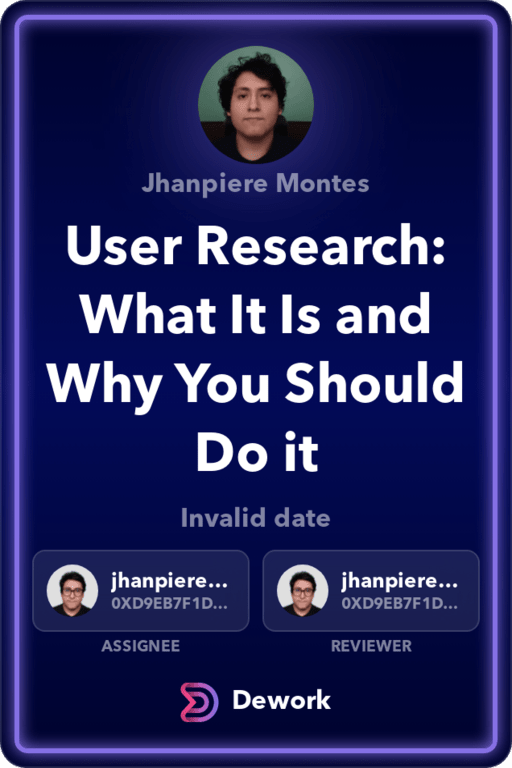 Jhanpiere Montes
User Research:
What It Is and
Why You Should
Do it
Invalid date
jhanpiere...
0XD9EB7F1D...
ASSIGNEE
jhanpiere...
0XD9EB7F1D...
REVIEWER
Dework